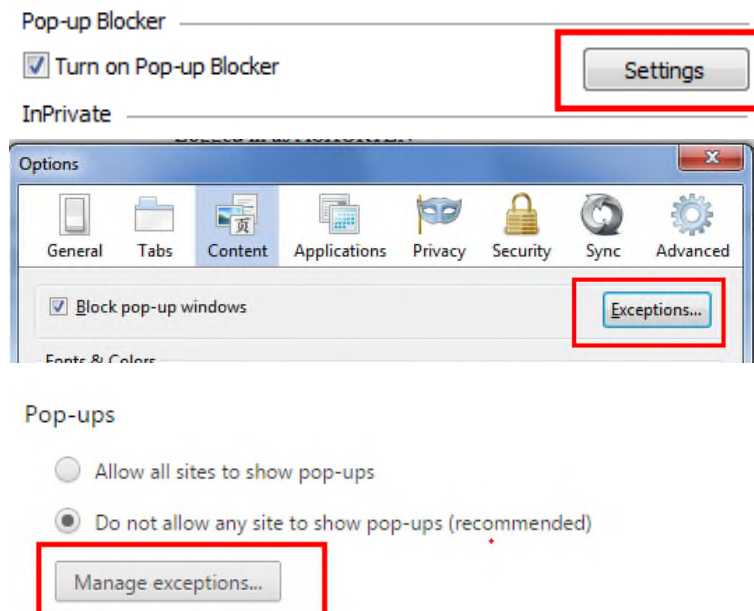 Pop-up Blocker
Turn on Pop-up Blocker
Settings
InPrivate
Options
General Tabs Content Applications Privacy Security Sync Advanced
Block pop-up windows
Exceptions...
Fonts & Colors
Pop-ups
Allow all sites to show pop-ups
Do not allow any site to show pop-ups (recommended)
Manage exceptions...